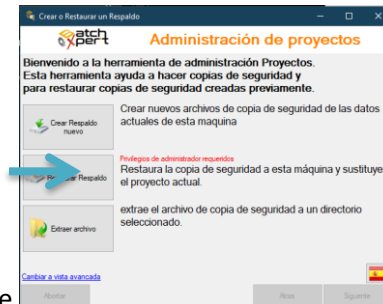 Crear o Restaurar un Respaldo
atch
xpert
Administración de proyectos
Bienvenido a la herramienta de administración Proyectos.
Esta herramienta ayuda a hacer copias de seguridad y
para restaurar copias de seguridad creadas previamente.
Crear Respaldo
nuevo
Crear nuevos archivos de copia de seguridad de las datos
actuales de esta maquina
Respaldo
Privilegios de administrador requeridos
Restaura la copia de seguridad a esta máquina y sustituye
el proyecto actual.
Extraer archivo
extrae el archivo de copia de seguridad a un directorio
seleccionado.
Cambiar a vista avanzada
Abortar
Atras
Siguiente